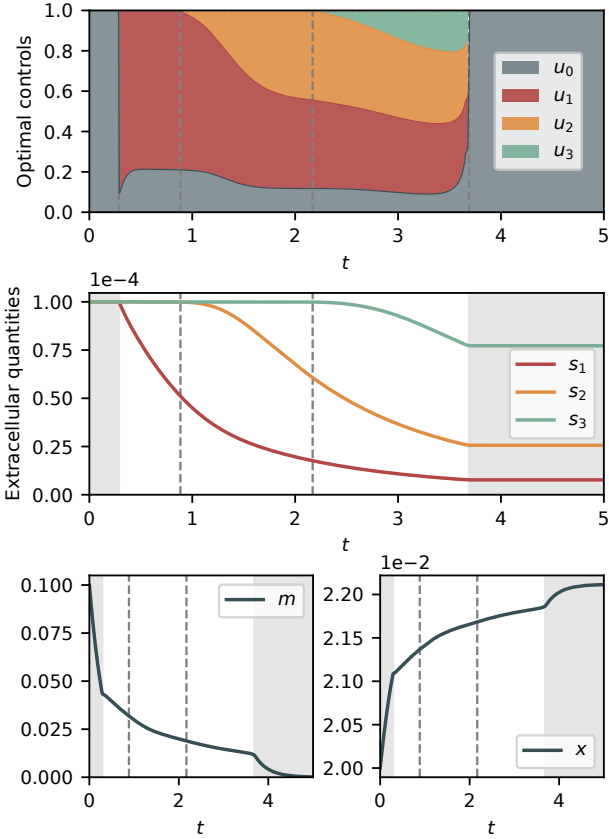 Optimal controls
1.0
0.8
0.6
0.4
0.2
0.0
u0
u1
u2
u3
0 1 2 3 4 5
t
1e−4
Extracellular quantities
1.00
0.75
0.50
0.25
0.00
s1
s2
s3
0 1 2 3 4 5
t
0.100
0.075
0.050
0.025
0.000
m
0 2 4
t
1e−2
2.20
2.15
2.10
2.05
2.00
x
0 2 4
t